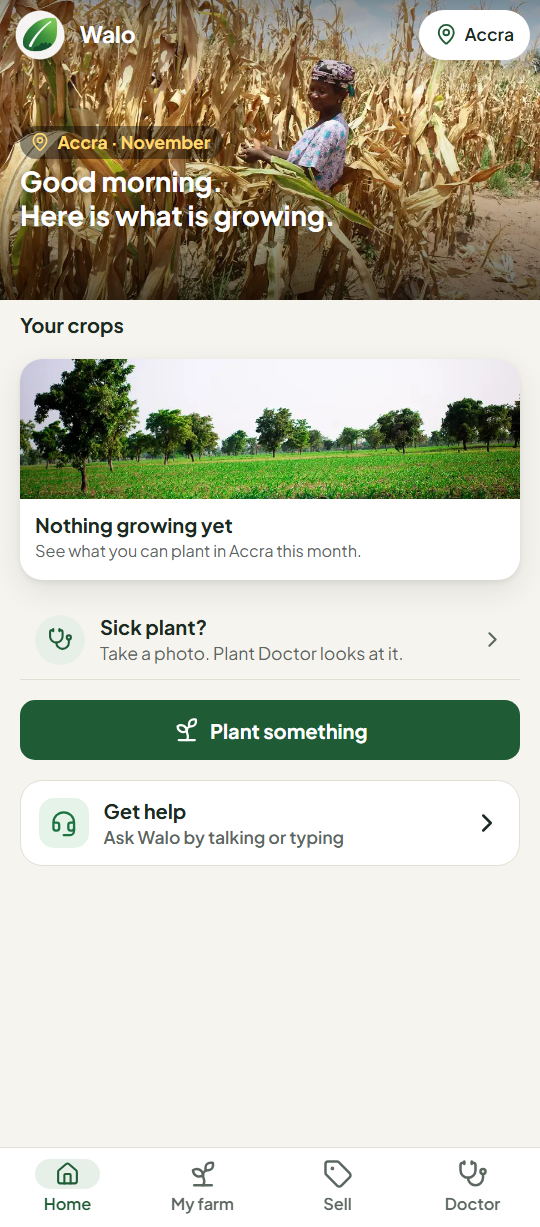 Walo
Accra
Accra · November
Good morning.
Here is what is growing.
Your crops
Nothing growing yet
See what you can plant in Accra this month.
Sick plant?
Take a photo. Plant Doctor looks at it.
Plant something
Get help
Ask Walo by talking or typing
Home
My farm
Sell
Doctor